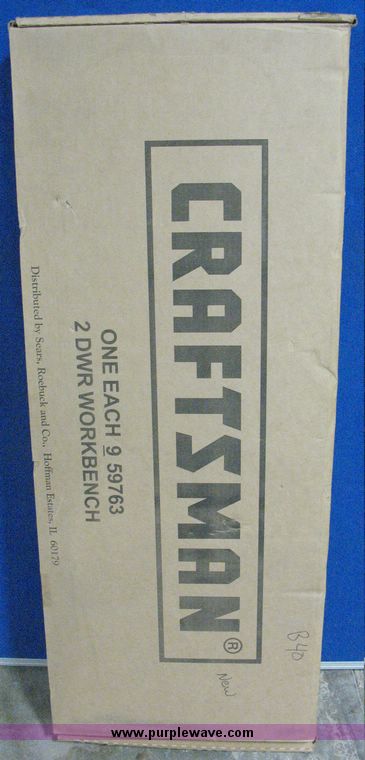 CRAFTSMAN®
ONE EACH 9 59763
2 DWR WORKBENCH
Distributed by Sears, Roebuck and Co., Hoffman Estates, IL 60179
New
B40
www.purplewave.com